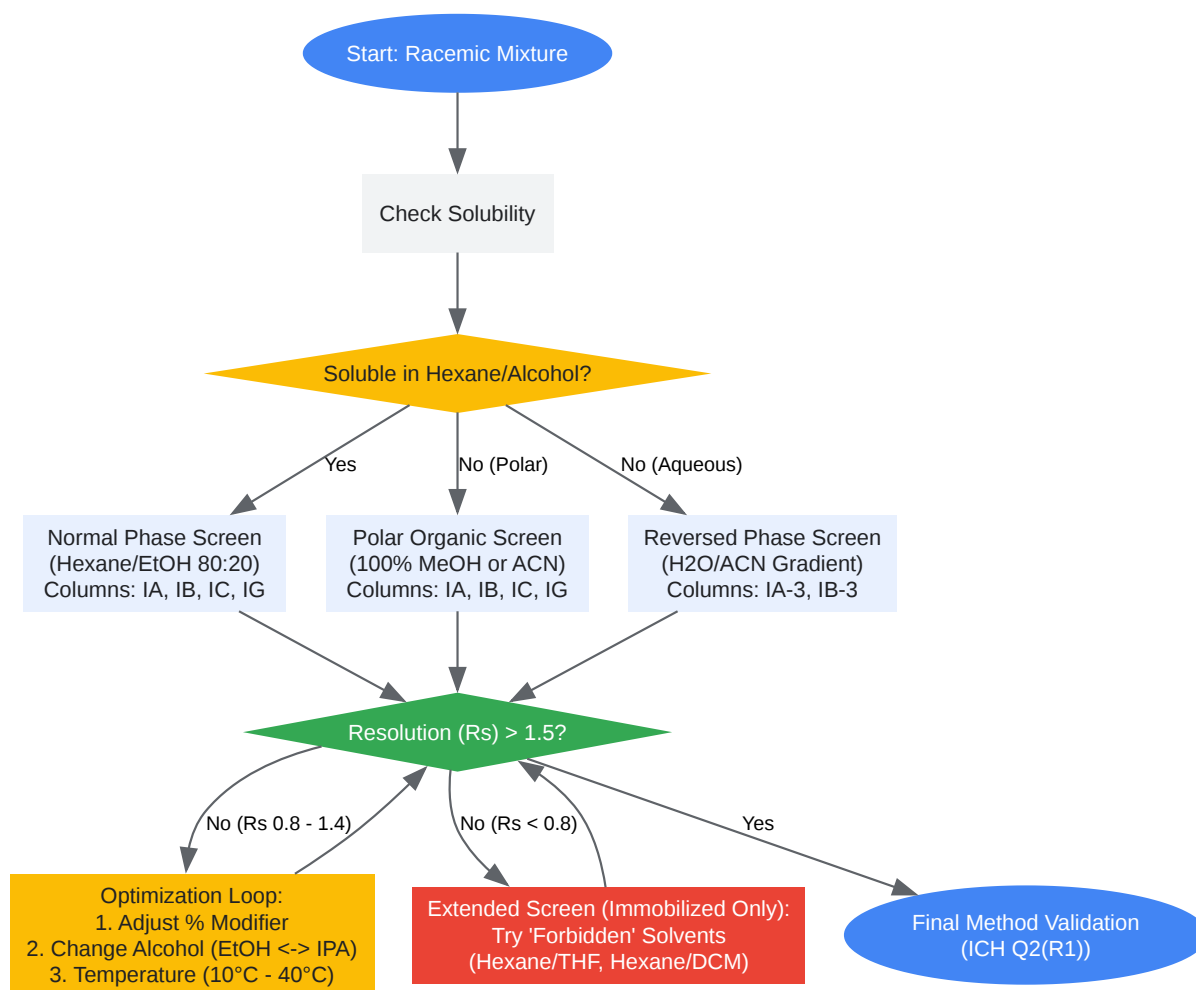 Start: Racemic Mixture
Check Solubility
Soluble in Hexane/Alcohol?
Yes
No (Polar)
No (Aqueous)
Normal Phase Screen
(Hexane/EtOH 80:20)
Columns: IA, IB, IC, IG
Polar Organic Screen
(100% MeOH or ACN)
Columns: IA, IB, IC, IG
Reversed Phase Screen
(H2O/ACN Gradient)
Columns: IA-3, IB-3
Resolution (Rs) > 1.5?
No (Rs 0.8 - 1.4)
No (Rs < 0.8)
Yes
Optimization Loop:
1. Adjust % Modifier
2. Change Alcohol (EtOH <-> IPA)
3. Temperature (10°C - 40°C)
Extended Screen (Immobilized Only):
Try 'Forbidden' Solvents
(Hexane/THF, Hexane/DCM)
Final Method Validation
(ICH Q2(R1))